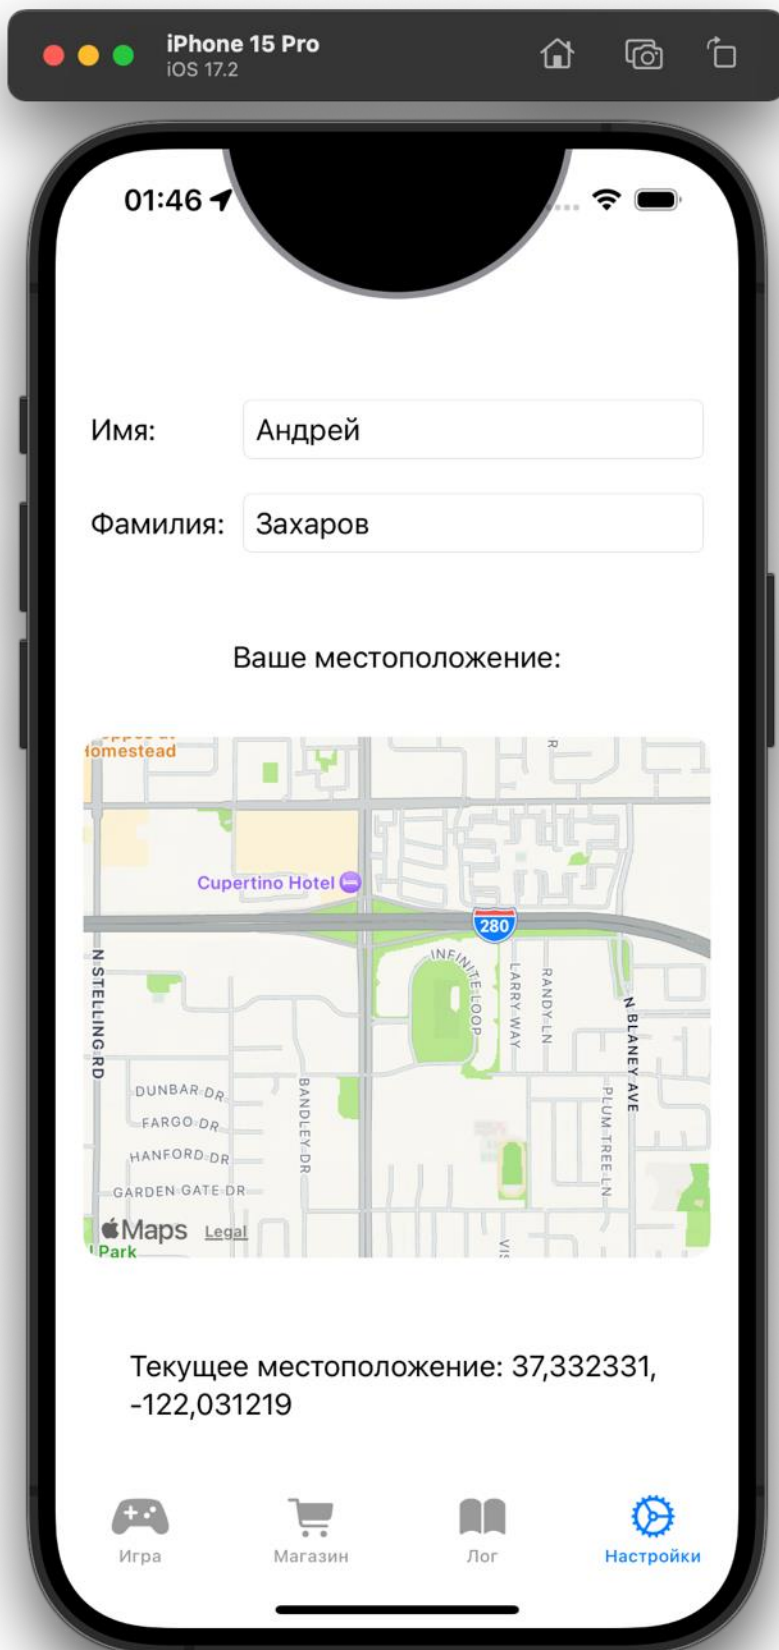 iPhone 15 Pro
iOS 17.2
01:46
Имя:
Андрей
Фамилия:
Захаров
Ваше местоположение:
Homestead
R
Cupertino Hotel
280
N STELLING RD
INFINITE LOOP
LARRY WAY
RANDY LN
N BLANEY AVE
DUNBAR DR
FARGO DR
HANFORD DR
GARDEN GATE DR
BANDLEY DR
PLUM TREE LN
Maps Legal
Park
VIS
Текущее местоположение: 37,332331,
-122,031219
Игра
Магазин
Лог
Настройки